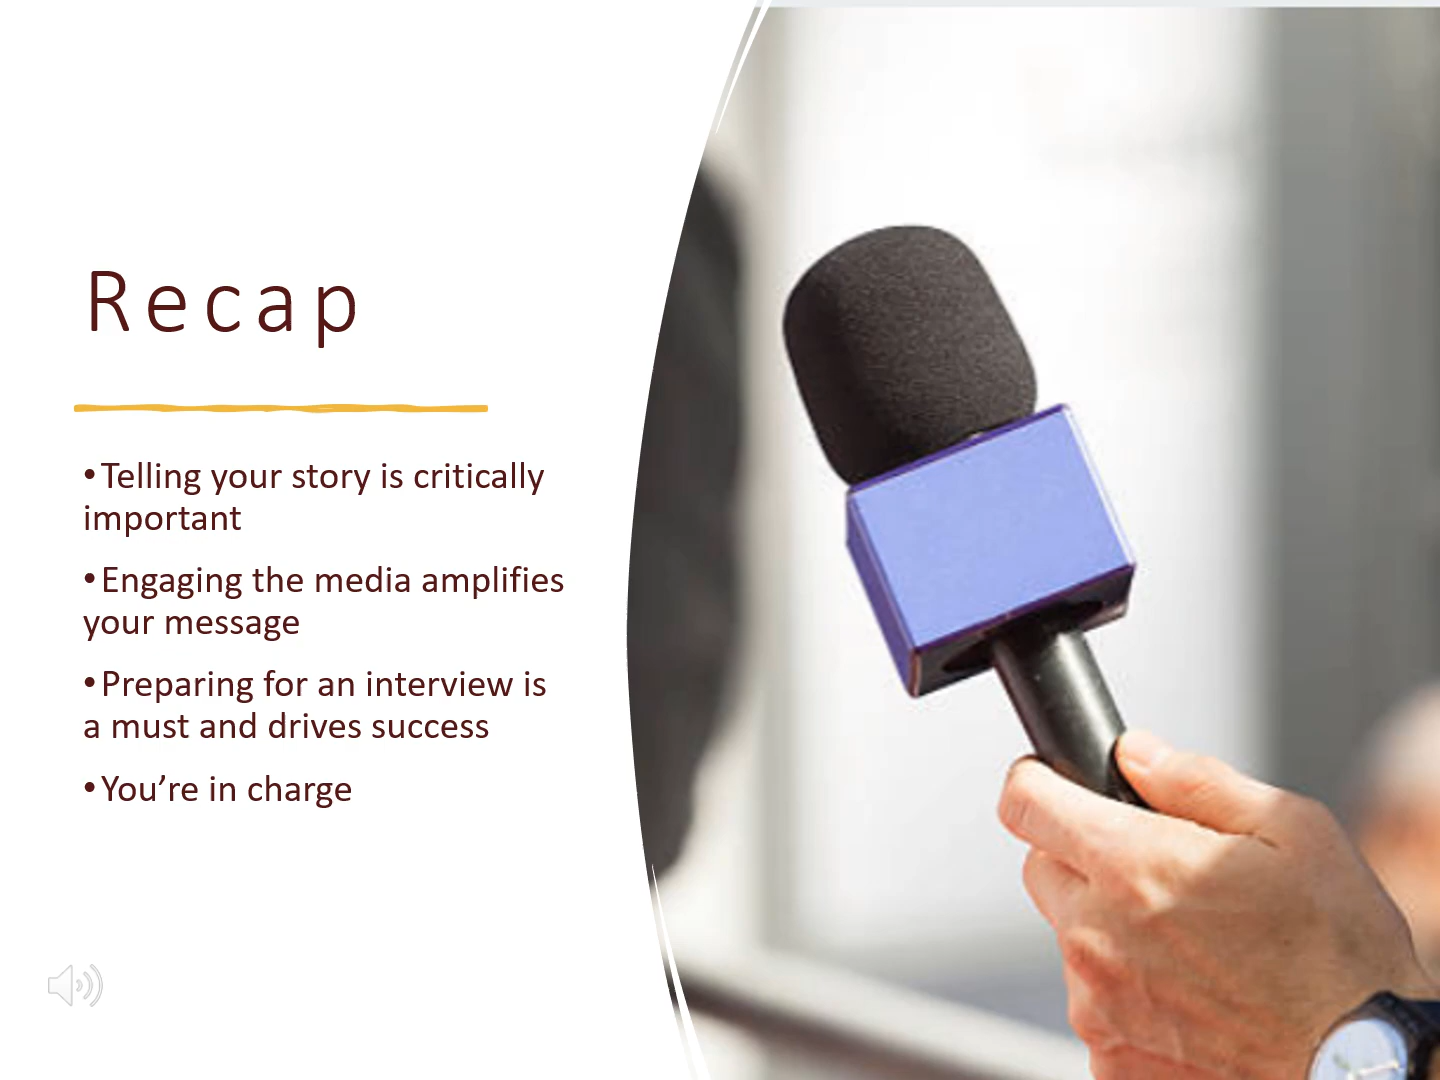 Recap
•Telling your story is critically
important
•Engaging the media amplifies
your message
•Preparing for an interview is
a must and drives success
•You’re in charge